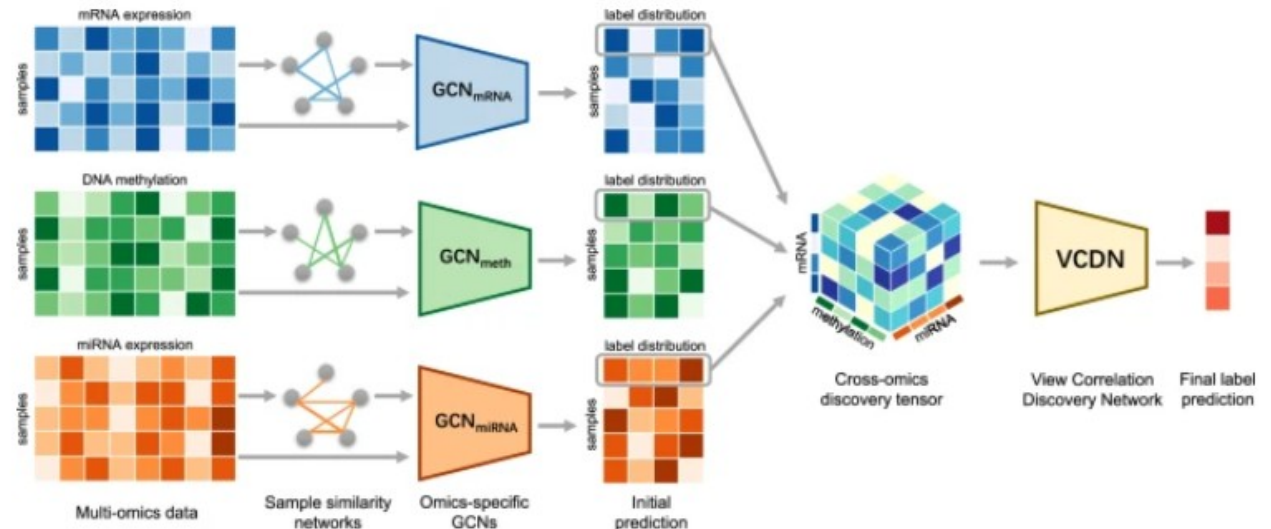 mRNA expression
samples
GCNmRNA
label distribution
samples
DNA methylation
samples
GCNmeth
label distribution
samples
miRNA expression
samples
GCNmiRNA
label distribution
samples
mRNA
methylation
miRNA
VCDN
Multi-omics data
Sample similarity
networks
Omics-specific
GCNs
Initial
prediction
Cross-omics
discovery tensor
View Correlation
Discovery Network
Final label
prediction